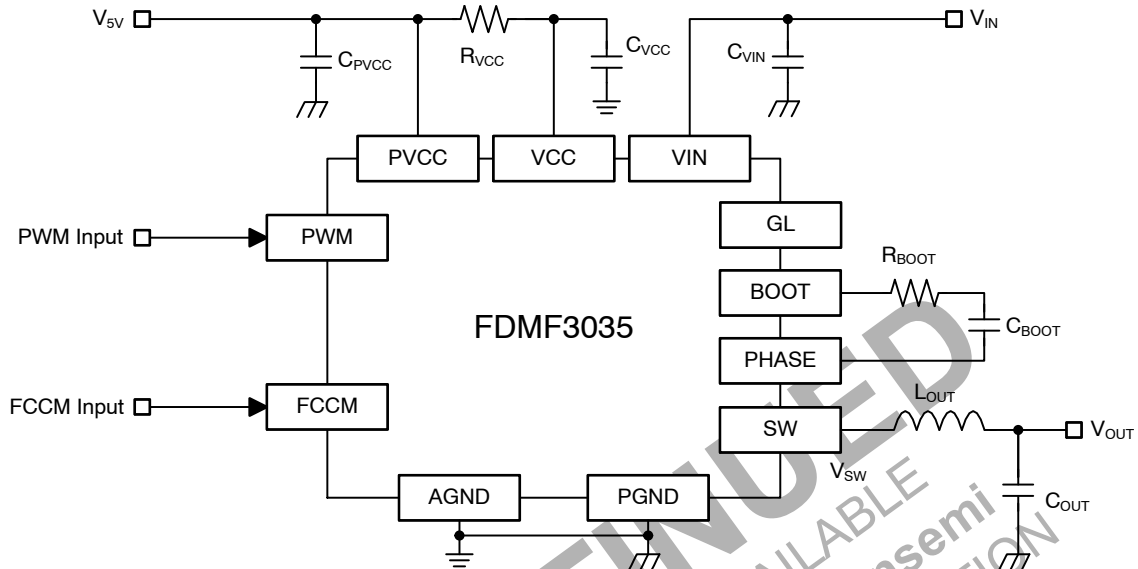 V5V
CPVCC
RVCC
CVCC
CVIN
VIN
PVCC
VCC
VIN
PWM Input
PWM
GL
RBOOT
BOOT
CBOOT
FDMF3035
PHASE
FCCM Input
FCCM
LOUT
SW
VOUT
VSW
AGND
PGND
COUT